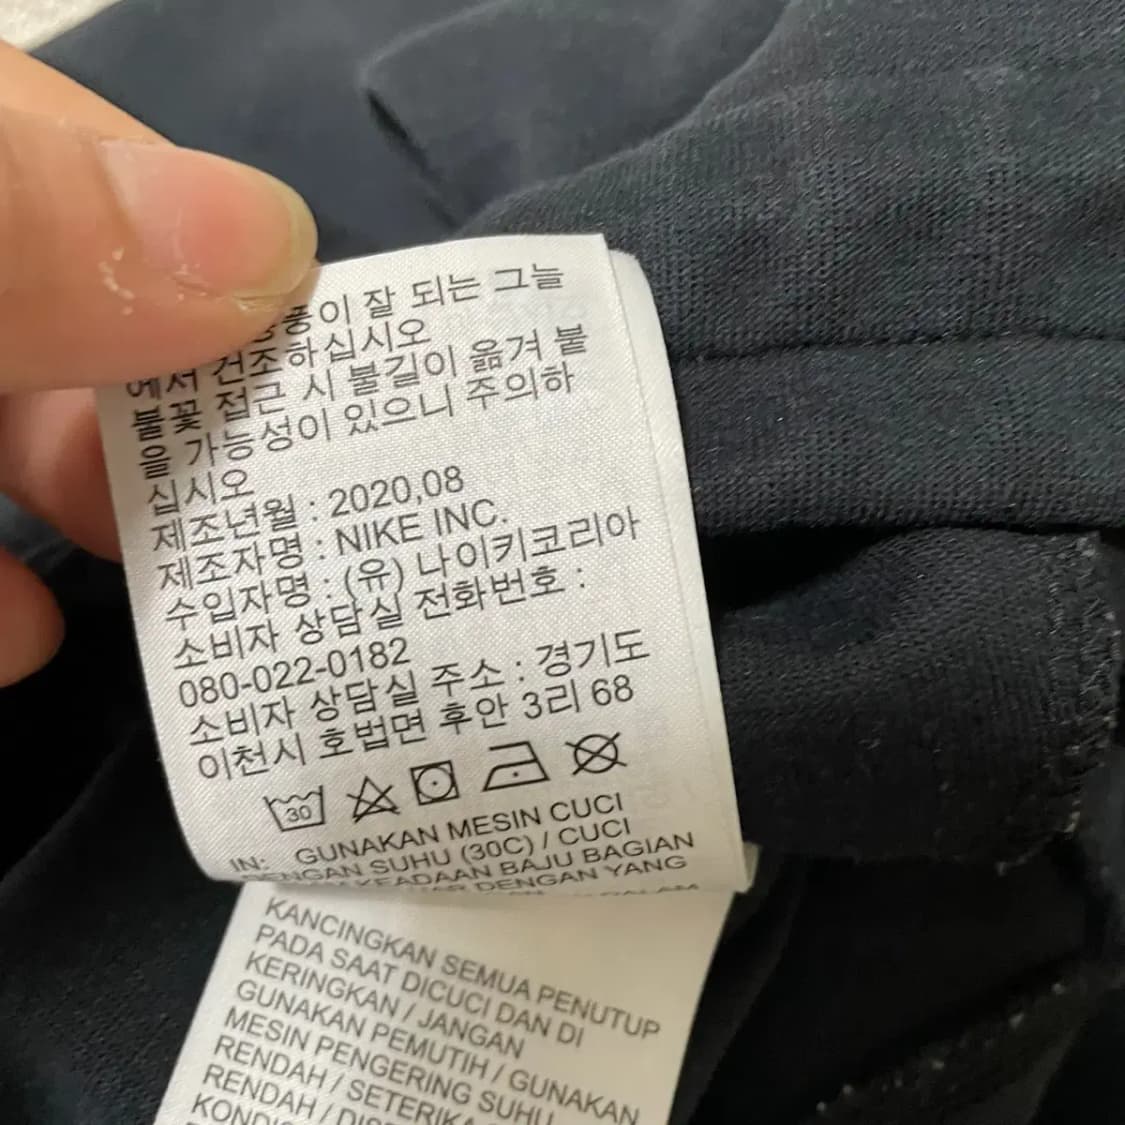 이 잘 되는 그늘
에서 건조하십시오
불꽃 접근 시 불길이 옮겨 붙
을 가능성이 있으니 주의하
십시오
제조년월 : 2020,08
제조자명 : NIKE INC.
수입자명 : (유) 나이키코리아
소비자 상담실 전화번호 :
080-022-0182
소비자 상담실 주소 : 경기도
이천시 호법면 후안 3리 68
30
IN: GUNAKAN MESIN CUCI
DENGAN SUHU (30C) / CUCI
KEADAAN BAJU BAGIAN
DENGAN YANG
KANCINGKAN SEMUA PENUTUP
PADA SAAT DICUCI DAN DI
KERINGKAN / JANGAN
GUNAKAN PEMUTIH / GUNAKAN
MESIN PENGERING SUHU
RENDAH / SETERIKA
RENDAH /